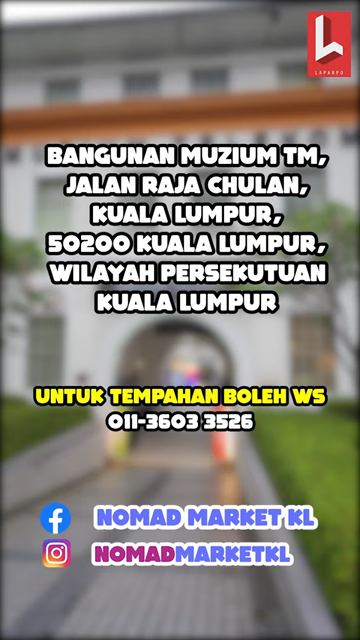 LAPARPO
BANGUNAN MUZIUM TM,
JALAN RAJA CHULAN,
KUALA LUMPUR,
50200 KUALA LUMPUR,
WILAYAH PERSEKUTUAN
KUALA LUMPUR
UNTUK TEMPAHAN BOLEH WS
011-3603 3526
NOMAD MARKET KL
NOMADMARKETKL